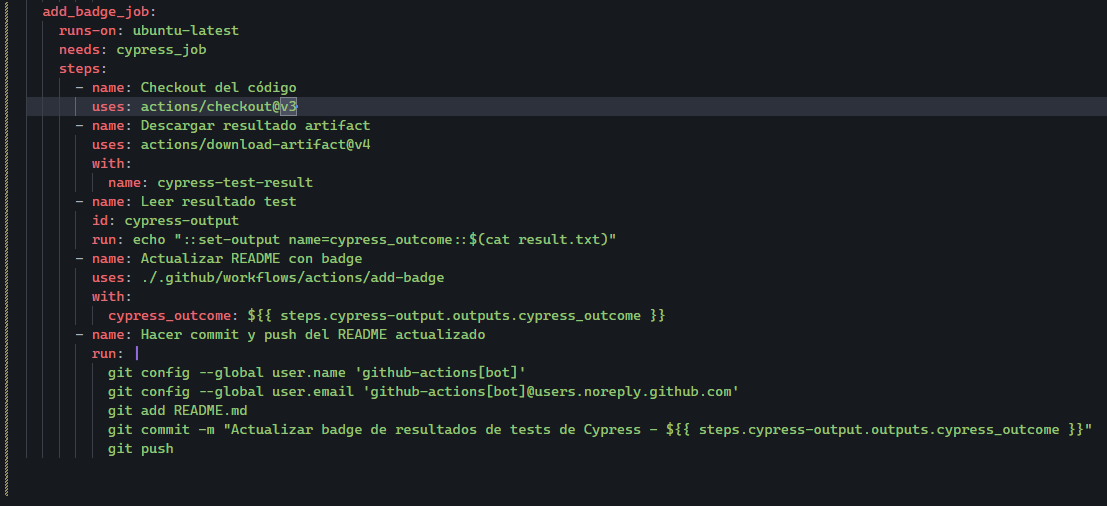 add_badge_job:
  runs-on: ubuntu-latest
  needs: cypress_job
  steps:
    - name: Checkout del código
      uses: actions/checkout@v3
    - name: Descargar resultado artifact
      uses: actions/download-artifact@v4
      with:
        name: cypress-test-result
    - name: Leer resultado test
      id: cypress-output
      run: echo "::set-output name=cypress_outcome::$(cat result.txt)"
    - name: Actualizar README con badge
      uses: ./.github/workflows/actions/add-badge
      with:
        cypress_outcome: ${{ steps.cypress-output.outputs.cypress_outcome }}
    - name: Hacer commit y push del README actualizado
      run: |
        git config --global user.name 'github-actions[bot]'
        git config --global user.email 'github-actions[bot]@users.noreply.github.com'
        git add README.md
        git commit -m "Actualizar badge de resultados de tests de Cypress - ${{ steps.cypress-output.outputs.cypress_outcome }}"
        git push